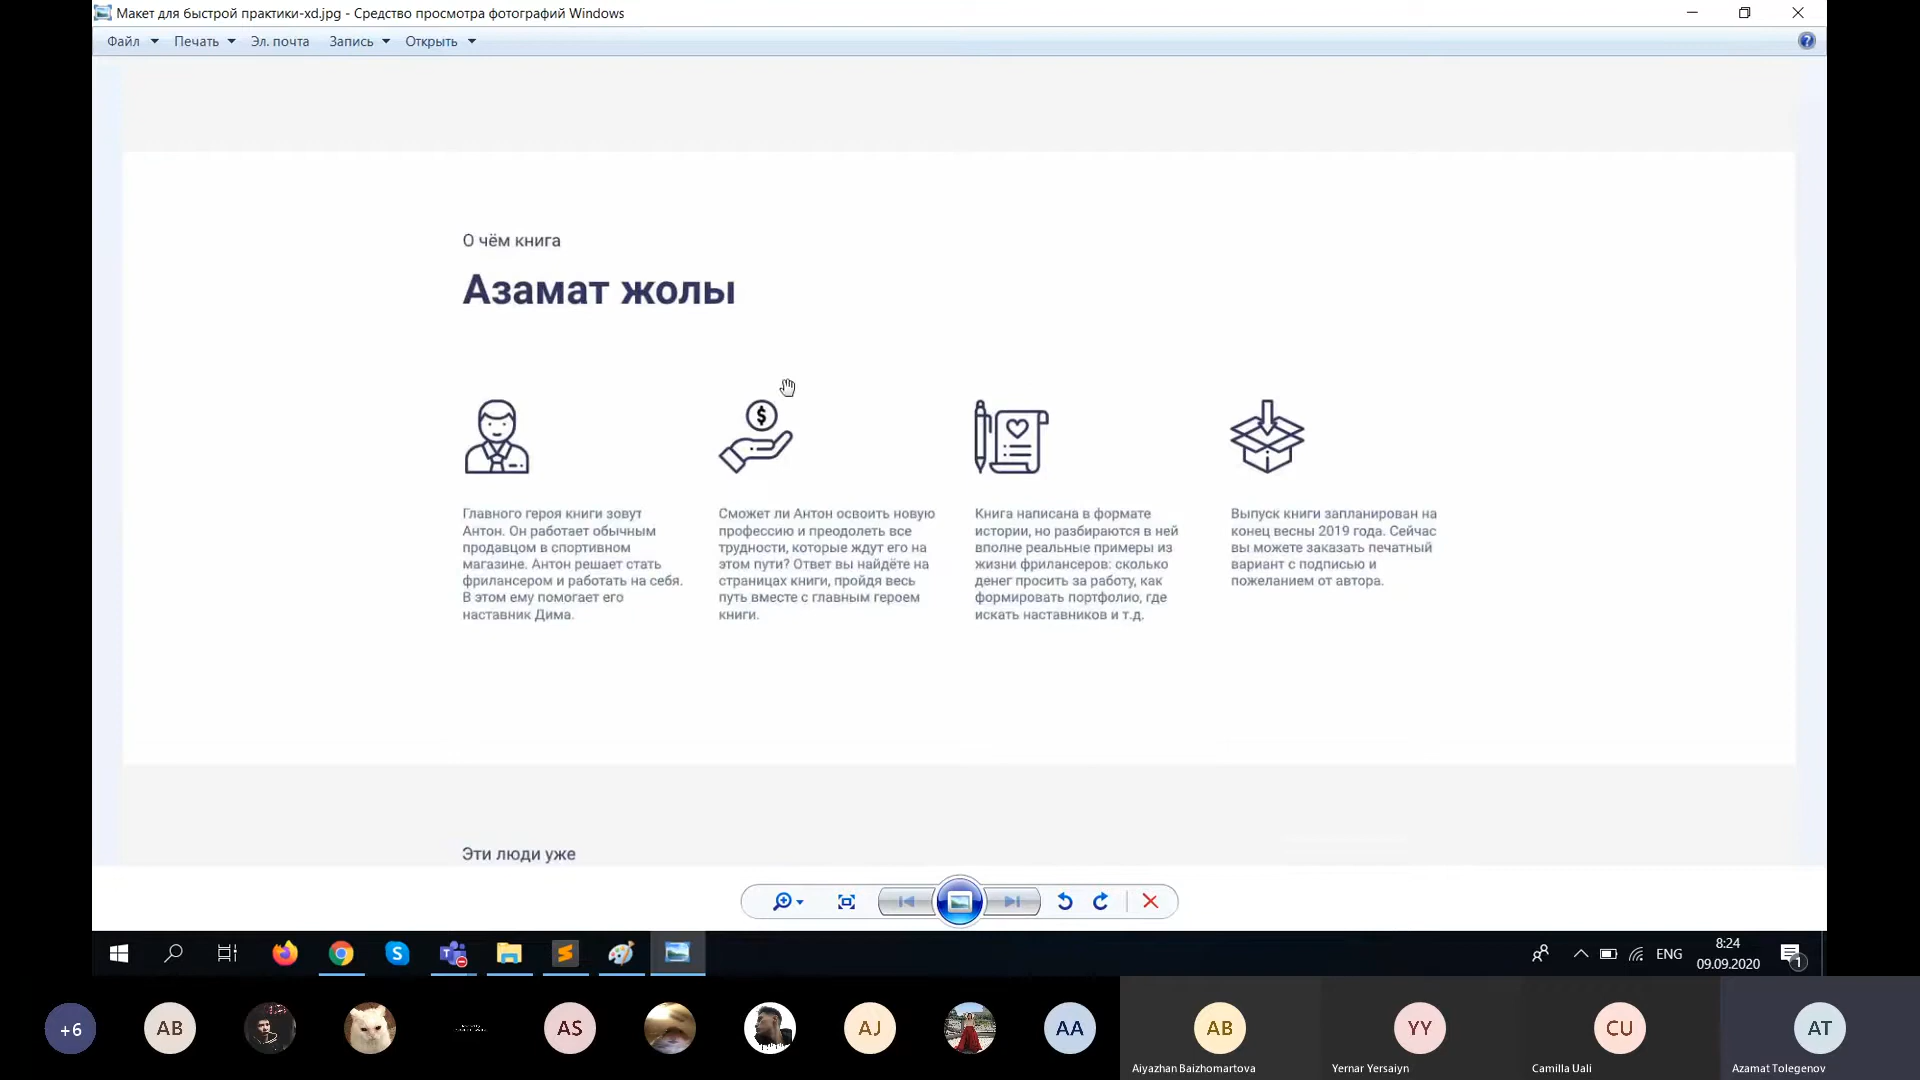 Макет для быстрой практики-xd.jpg - Средство просмотра фотографий Windows
Файл Печать Эл. почта Запись Открыть
О чём книга
Азамат жолы
Главного героя книги зовут
Антон. Он работает обычным
продавцом в спортивном
магазине. Антон решает стать
фрилансером и работать на себя.
В этом ему помогает его
наставник Дима.
Сможет ли Антон освоить новую
профессию и преодолеть все
трудности, которые ждут его на
этом пути? Ответ вы найдёте на
страницах книги, пройдя весь
путь вместе с главным героем
книги.
Книга написана в формате
истории, но разбираются в ней
вполне реальные примеры из
жизни фрилансеров: сколько
денег просить за работу, как
формировать портфолио, где
искать наставников и т.д.
Выпуск книги запланирован на
конец весны 2019 года. Сейчас
вы можете заказать печатный
вариант с подписью и
пожеланием от автора.
Эти люди уже
ENG
8:24
09.09.2020
1
+6
AB
AS
AJ
AA
AB
Aiyazhan Baizhomartova
YY
Yernar Yersaiyn
CU
Camilla Uali
AT
Azamat Tolegenov